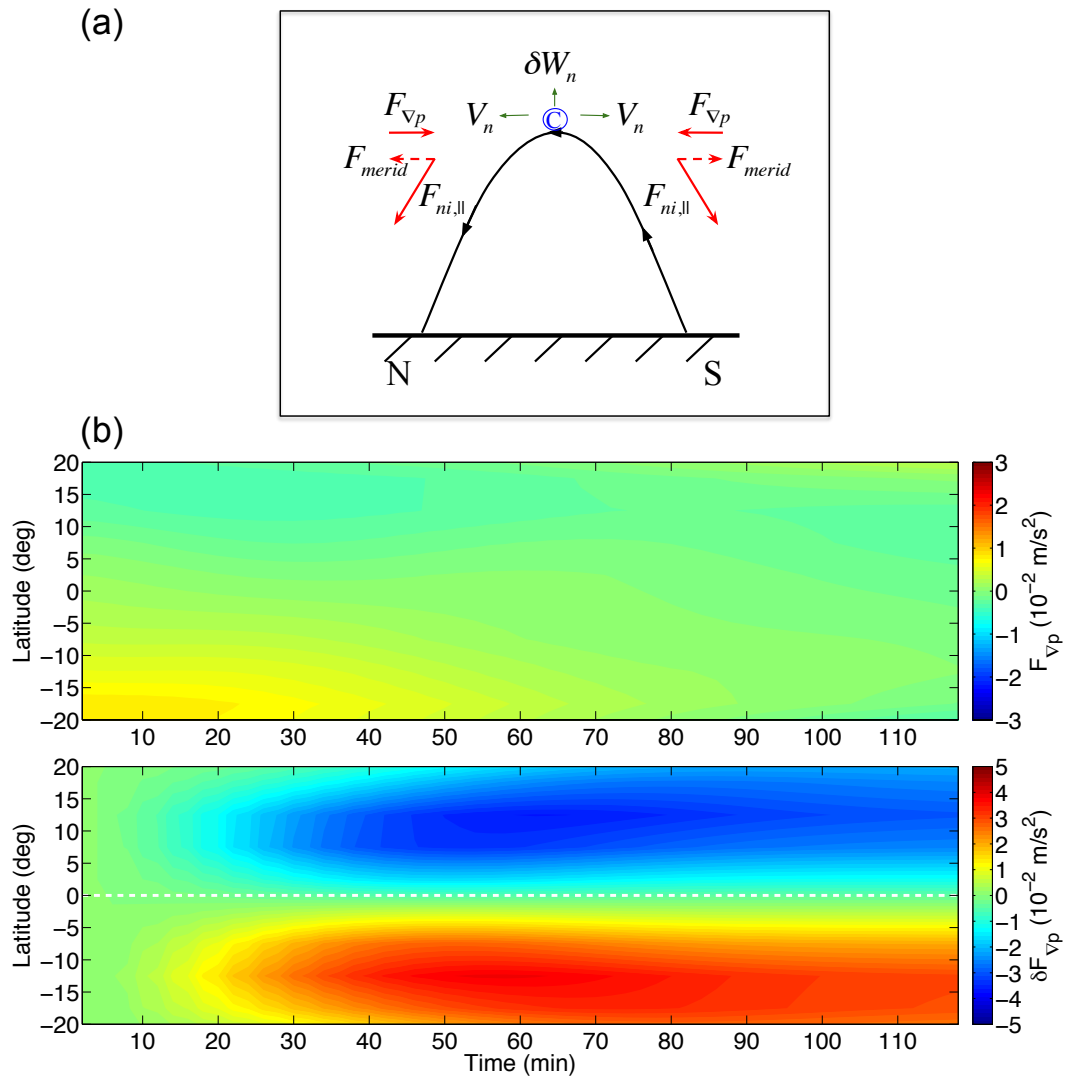 (a)
δW_n
V_n C V_n
F_∇p F_∇p
F_merid F_merid
F_ni,|| F_ni,||
N S
(b)
20
15
10
5
0
−5
−10
−15
−20
Latitude (deg)
10 20 30 40 50 60 70 80 90 100 110
3
2
1
0
−1
−2
−3
F_∇p (10^−2 m/s^2)
20
15
10
5
0
−5
−10
−15
−20
Latitude (deg)
10 20 30 40 50 60 70 80 90 100 110
Time (min)
5
4
3
2
1
0
−1
−2
−3
−4
−5
δF_∇p (10^−2 m/s^2)